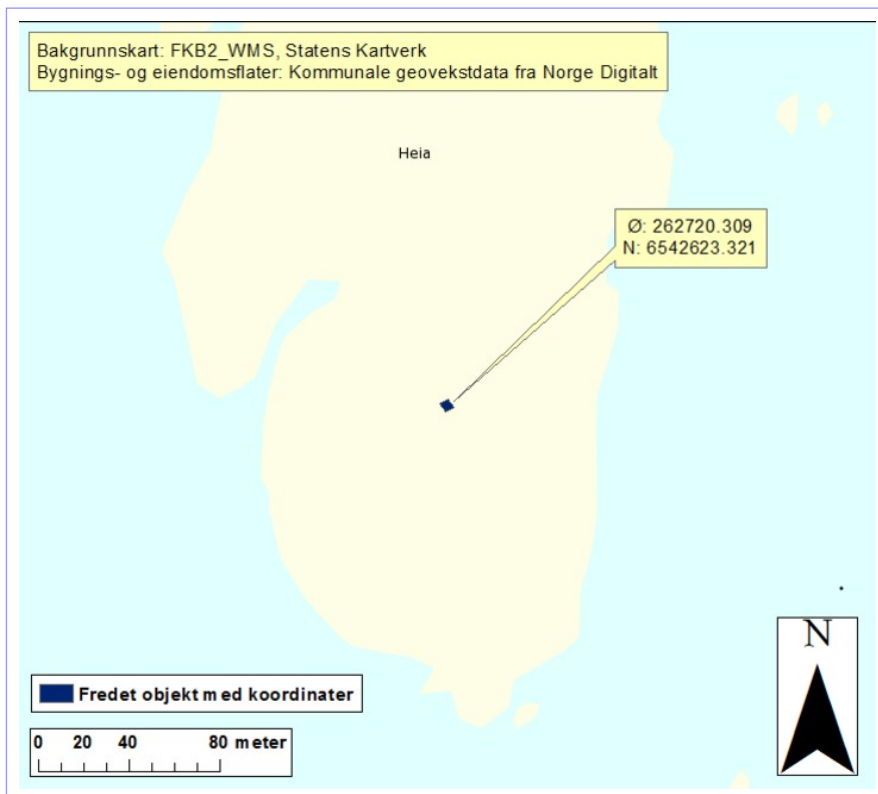 Bakgrunnskart: FKB2_WMS, Statens Kartverk
Bygnings- og eiendomsflater: Kommunale geovekstdata fra Norge Digitalt
Heia
Ø: 262720.309
N: 6542623.321
N
Fredet objekt med koordinater
0 20 40 80 meter